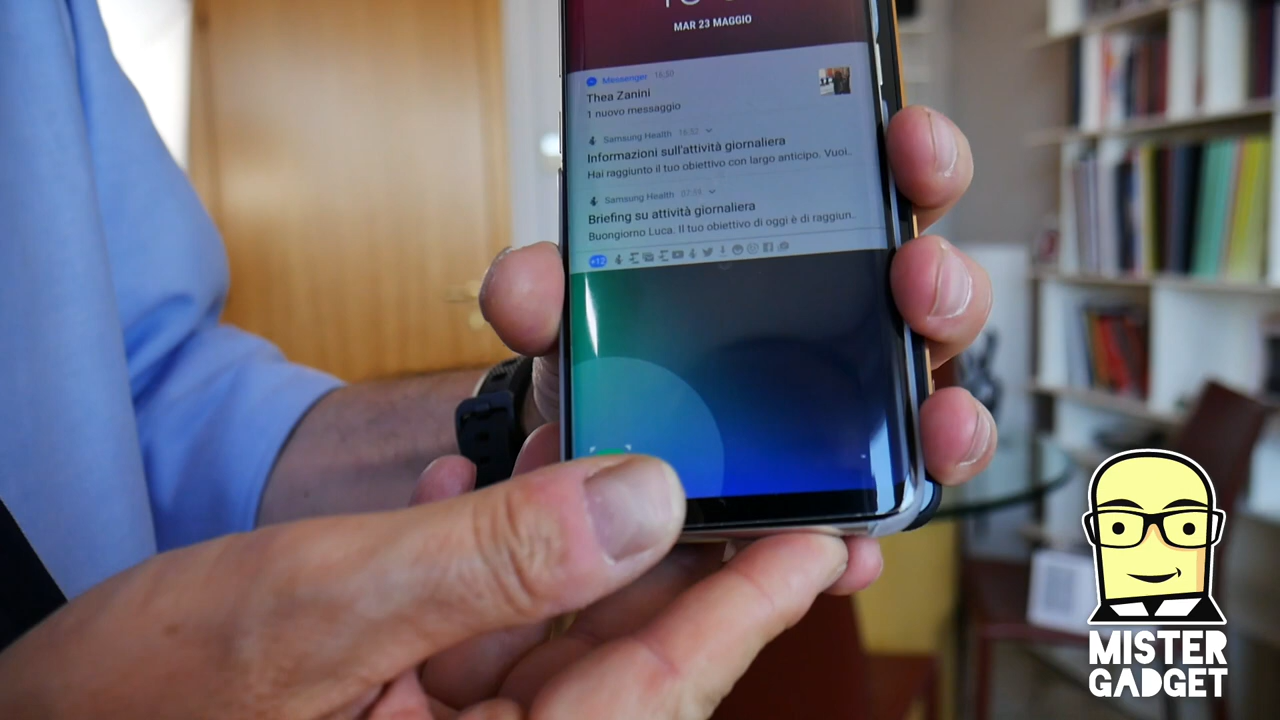 MAR 23 MAGGIO
Messenger 16:50
Thea Zanini
1 nuovo messaggio
Samsung Health 16:52
Informazioni sull'attività giornaliera
Hai raggiunto il tuo obiettivo con largo anticipo. Vuoi..
Samsung Health 07:59
Briefing su attività giornaliera
Buongiorno Luca. Il tuo obiettivo di oggi è di raggiun..
+12
MISTER
GADGET